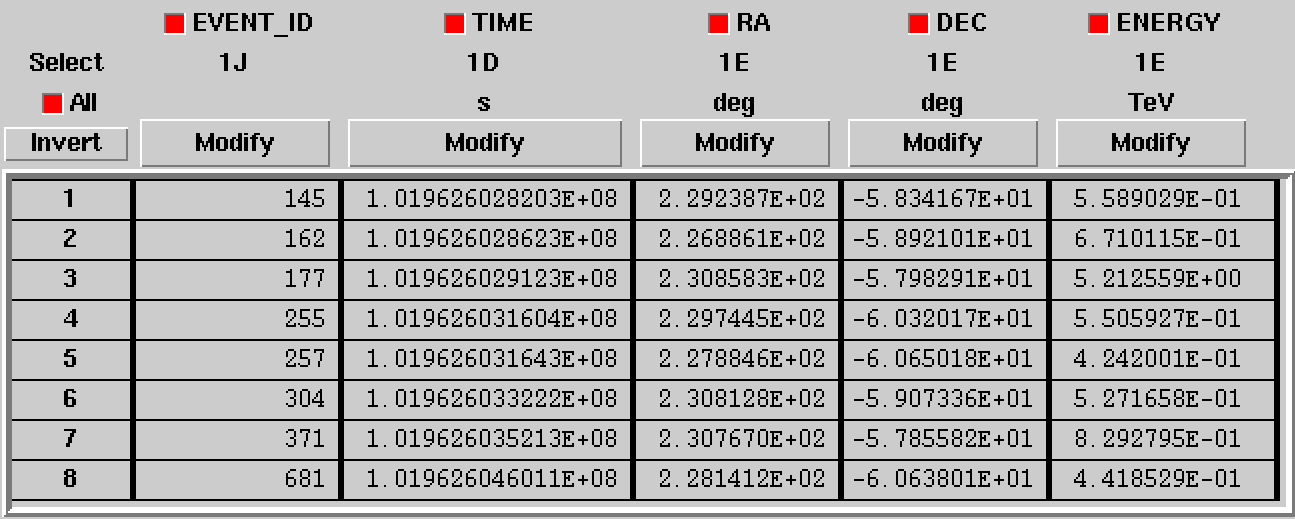 EVENT_ID TIME RA DEC ENERGY
Select 1J 1D 1E 1E 1E
All s deg deg TeV
Invert Modify Modify Modify Modify Modify
1 145 1.019626028203E+08 2.292387E+02 -5.834167E+01 5.589029E-01
2 162 1.019626028623E+08 2.268861E+02 -5.892101E+01 6.710115E-01
3 177 1.019626029123E+08 2.308583E+02 -5.798291E+01 5.212559E+00
4 255 1.019626031604E+08 2.297445E+02 -6.032017E+01 5.505927E-01
5 257 1.019626031643E+08 2.278846E+02 -6.065018E+01 4.242001E-01
6 304 1.019626033222E+08 2.308128E+02 -5.907336E+01 5.271658E-01
7 371 1.019626035213E+08 2.307670E+02 -5.785582E+01 8.292795E-01
8 681 1.019626046011E+08 2.281412E+02 -6.063801E+01 4.418529E-01